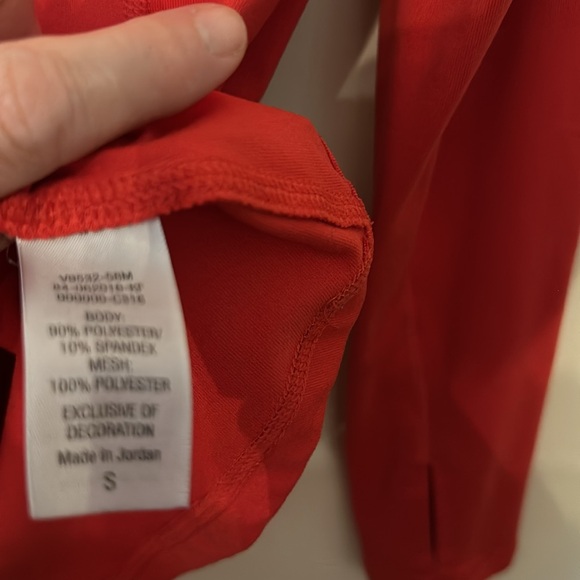 BODY:
90% POLYESTER/
10% SPANDEX
MESH:
100% POLYESTER
EXCLUSIVE OF
DECORATION
Made in Jordan
S